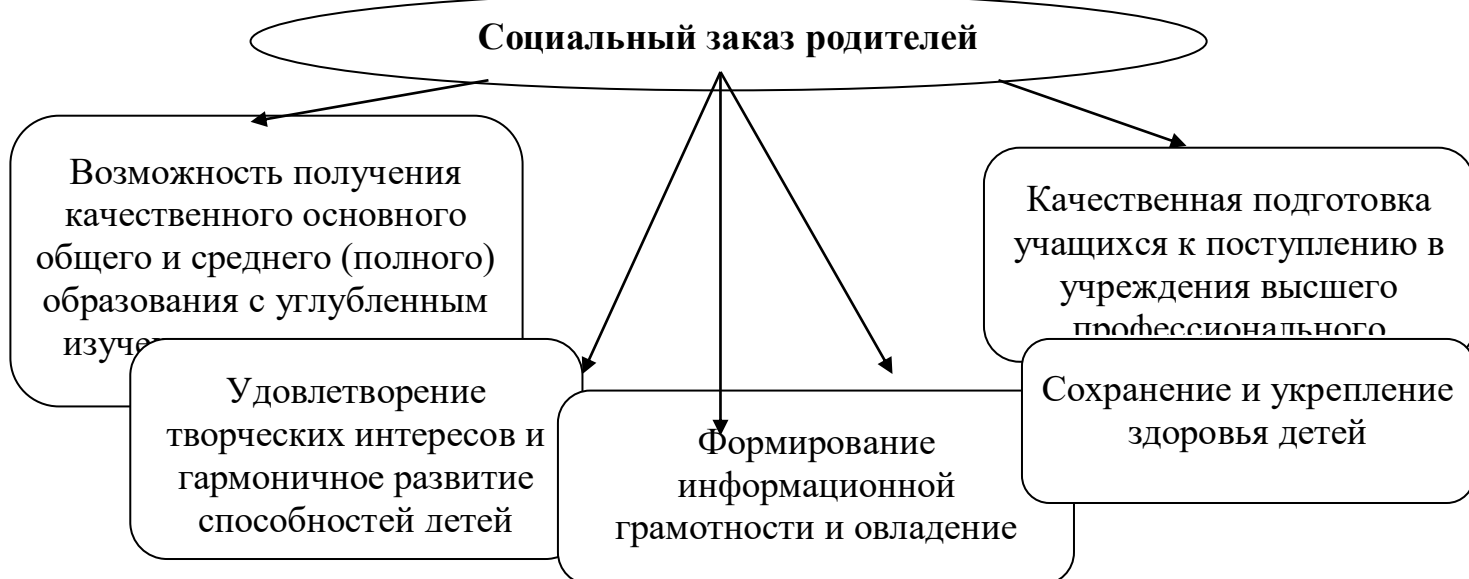 Социальный заказ родителей
Возможность получения
качественного основного
общего и среднего (полного)
образования с углубленным
Удовлетворение
творческих интересов и
гармоничное развитие
способностей детей
Формирование
информационной
грамотности и овладение
Качественная подготовка
учащихся к поступлению в
учреждения высшего
профессионального
Сохранение и укрепление
здоровья детей